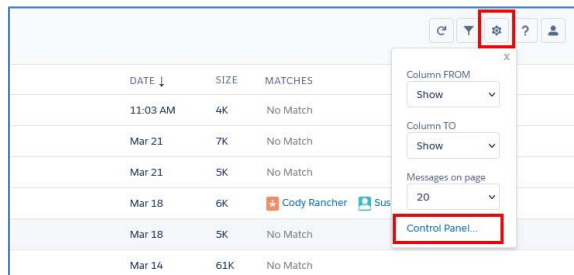 ?
x
DATE ↓ SIZE MATCHES
Column FROM
Show
11:03 AM 4K No Match
Column TO
Mar 21 7K No Match
Show
Mar 21 5K No Match
Messages on page
20
Mar 18 6K Cody Rancher Sus
Control Panel...
Mar 18 5K No Match
Mar 14 61K No Match